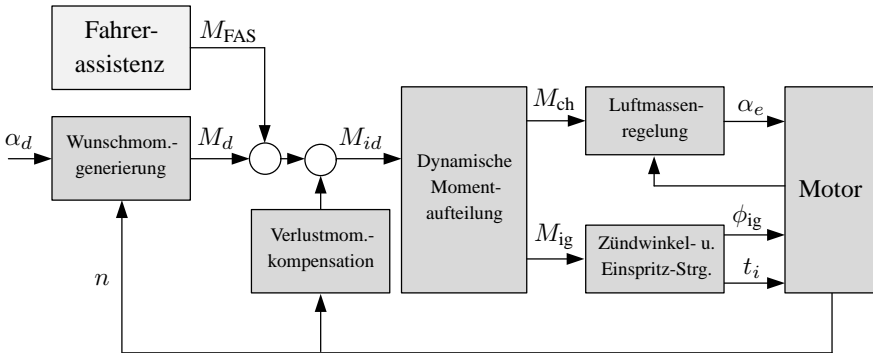 Fahrer-
assistenz
M_FAS
α_d
Wunschmom.-
generierung
M_d
M_id
Verlustmom.-
kompensation
n
Dynamische
Moment-
aufteilung
M_ch
Luftmassen-
regelung
α_e
M_ig
Zündwinkel- u.
Einspritz-Strg.
ϕ_ig
t_i
Motor